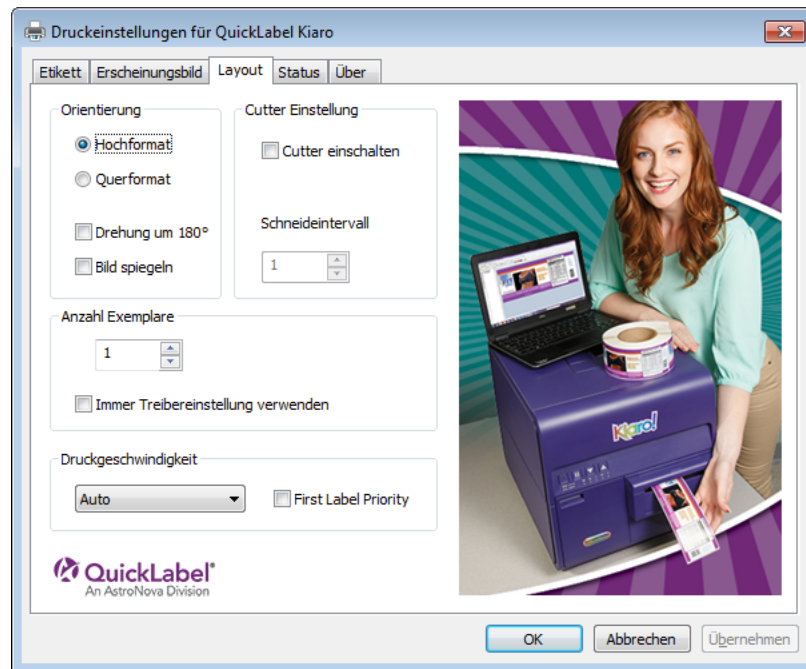 Druckeinstellungen für QuickLabel Kiaro
Etikett Erscheinungsbild Layout Status Über
Orientierung
Hochformat
Querformat
Drehung um 180°
Bild spiegeln
Cutter Einstellung
Cutter einschalten
Schneideintervall
1
Anzahl Exemplare
1
Immer Treibereinstellung verwenden
Druckgeschwindigkeit
Auto
First Label Priority
Kiaro!
QuickLabel®
An AstroNova Division
OK Abbrechen Übernehmen